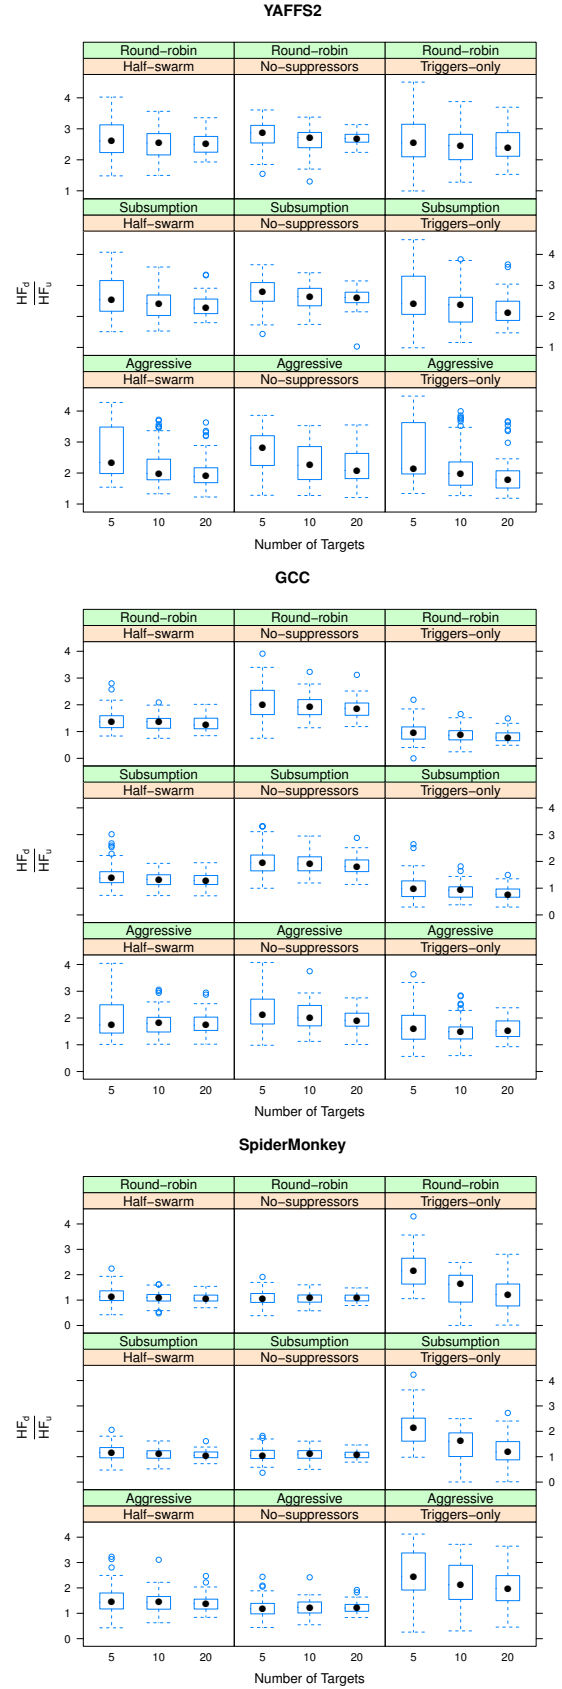 YAFFS2
Round−robin Round−robin Round−robin
Half−swarm No−suppressors Triggers−only
4
3
2
1
Subsumption Subsumption Subsumption
Half−swarm No−suppressors Triggers−only
HFd
HFu
4
3
2
1
Aggressive Aggressive Aggressive
Half−swarm No−suppressors Triggers−only
4
3
2
1
5 10 20 5 10 20 5 10 20
Number of Targets
GCC
Round−robin Round−robin Round−robin
Half−swarm No−suppressors Triggers−only
4
3
2
1
0
Subsumption Subsumption Subsumption
Half−swarm No−suppressors Triggers−only
HFd
HFu
4
3
2
1
0
Aggressive Aggressive Aggressive
Half−swarm No−suppressors Triggers−only
4
3
2
1
0
5 10 20 5 10 20 5 10 20
Number of Targets
SpiderMonkey
Round−robin Round−robin Round−robin
Half−swarm No−suppressors Triggers−only
4
3
2
1
0
Subsumption Subsumption Subsumption
Half−swarm No−suppressors Triggers−only
HFd
HFu
4
3
2
1
0
Aggressive Aggressive Aggressive
Half−swarm No−suppressors Triggers−only
4
3
2
1
0
5 10 20 5 10 20 5 10 20
Number of Targets